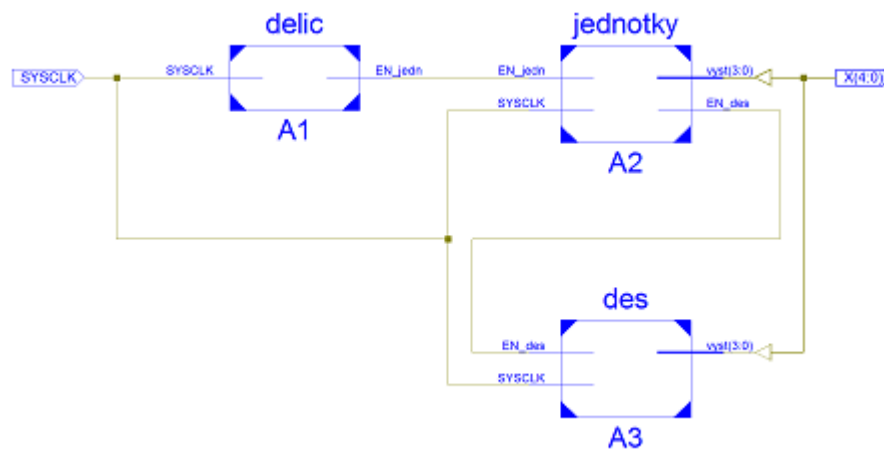 delic
jednotky
SYSCLK
SYSCLK
EN_jedn
EN_jedn
vyst(3:0)
X(4:0)
SYSCLK
EN_des
A1
A2
des
EN_des
vyst(3:0)
SYSCLK
A3